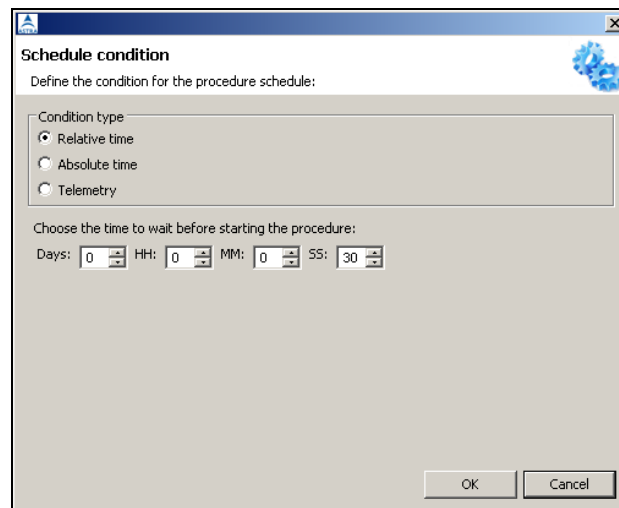 ASTRA
Schedule condition
Define the condition for the procedure schedule:
Condition type
Relative time
Absolute time
Telemetry
Choose the time to wait before starting the procedure:
Days: 0 HH: 0 MM: 0 SS: 30
OK Cancel